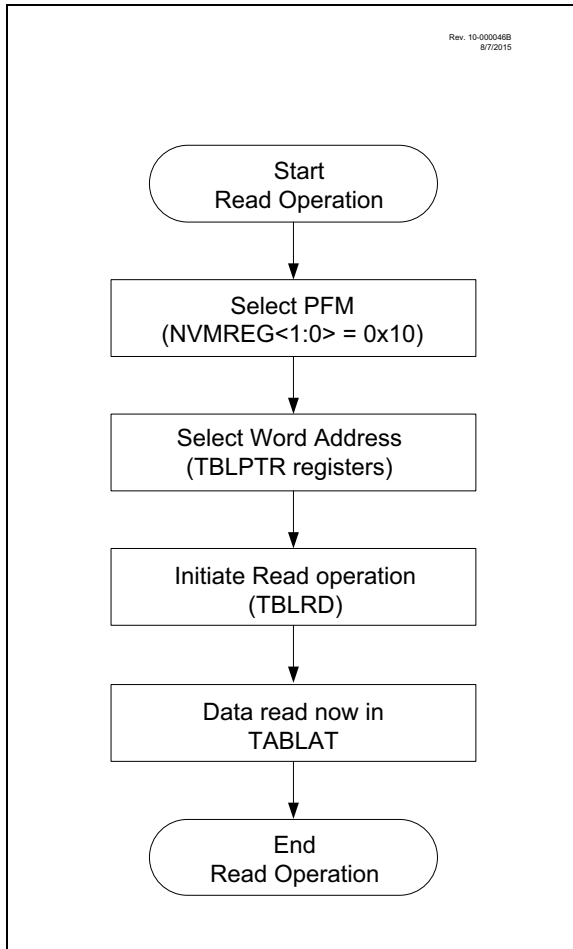 Rev. 10-000046B
8/7/2015
Start
Read Operation
Select PFM
(NVMREG<1:0> = 0x10)
Select Word Address
(TBLPTR registers)
Initiate Read operation
(TBLRD)
Data read now in
TABLAT
End
Read Operation